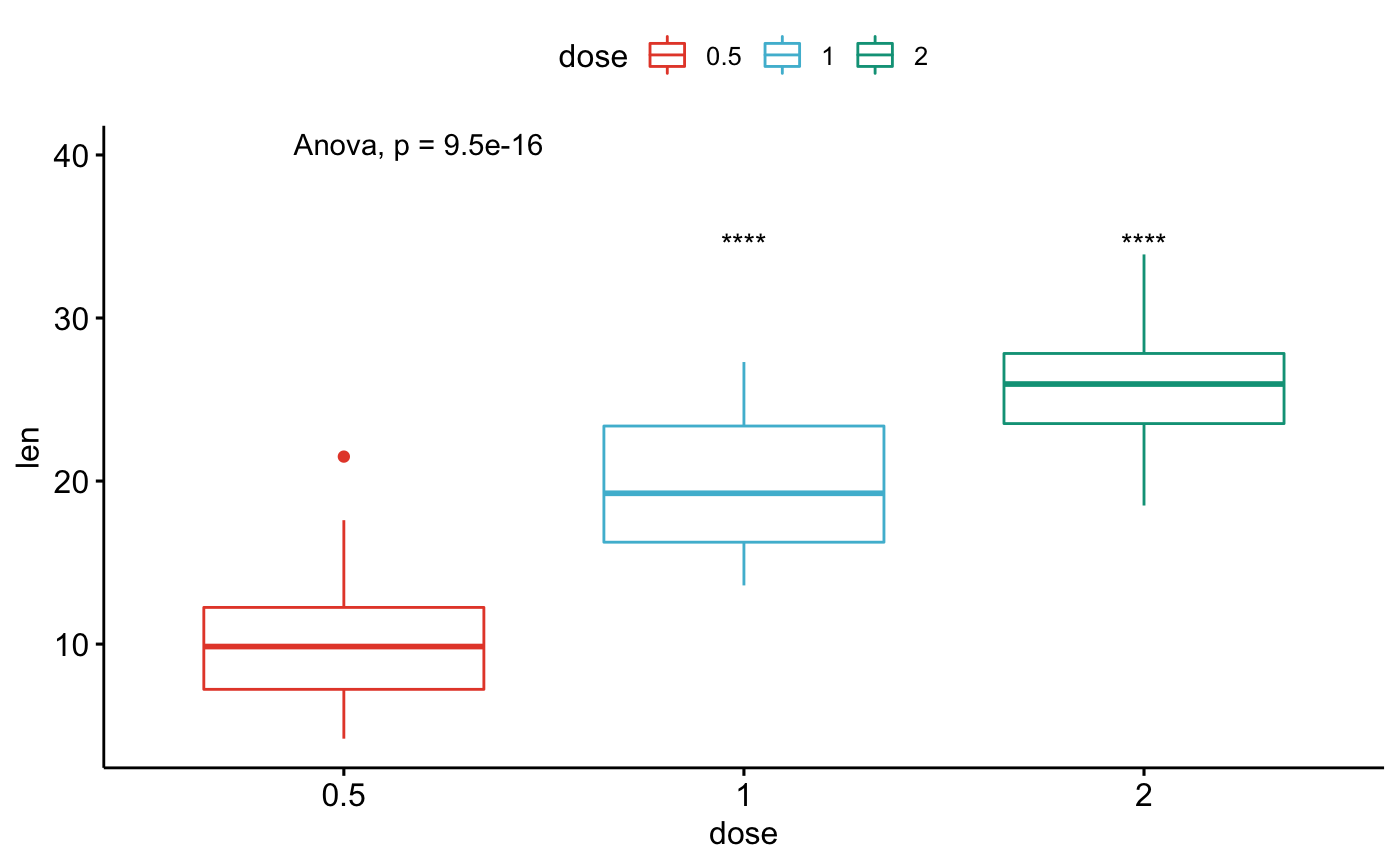 dose 0.5 1 2
Anova, p = 9.5e-16
40
**** ****
30
len
20
10
0.5 1 2
dose